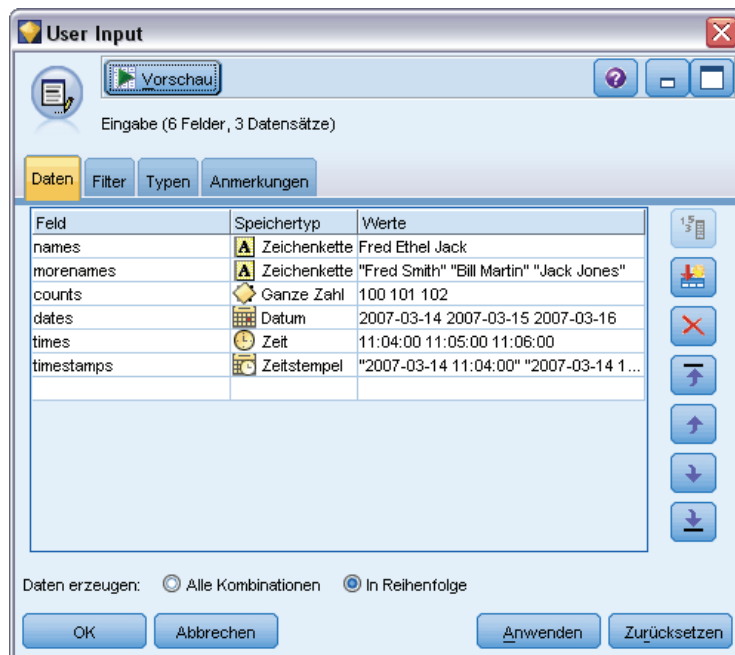 User Input
Vorschau
Eingabe (6 Felder, 3 Datensätze)
Daten Filter Typen Anmerkungen
Feld Speichertyp Werte
names Zeichenkette Fred Ethel Jack
morenames Zeichenkette "Fred Smith" "Bill Martin" "Jack Jones"
counts Ganze Zahl 100 101 102
dates Datum 2007-03-14 2007-03-15 2007-03-16
times Zeit 11:04:00 11:05:00 11:06:00
timestamps Zeitstempel "2007-03-14 11:04:00" "2007-03-14 1...
Daten erzeugen: Alle Kombinationen In Reihenfolge
OK Abbrechen Anwenden Zurücksetzen